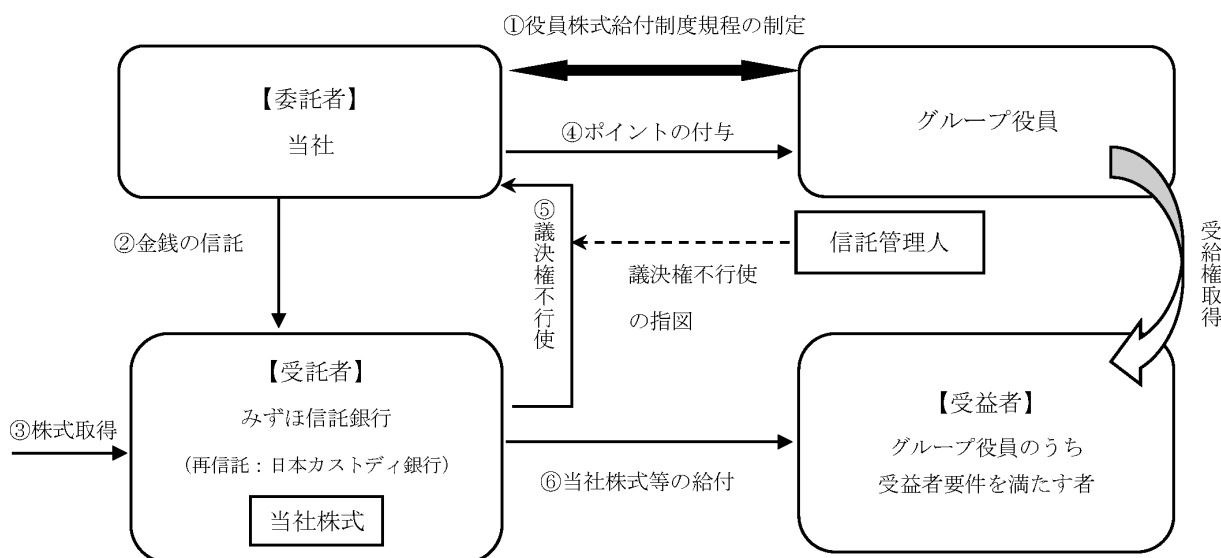 ①役員株式給付制度規程の制定
【委託者】
当社
グループ役員
④ポイントの付与
②金銭の信託
⑤議決権不行使
信託管理人
議決権不行使
の指図
受給権取得
【受託者】
みずほ信託銀行
(再信託:日本カストディ銀行)
当社株式
③株式取得
⑥当社株式等の給付
【受益者】
グループ役員のうち
受益者要件を満たす者